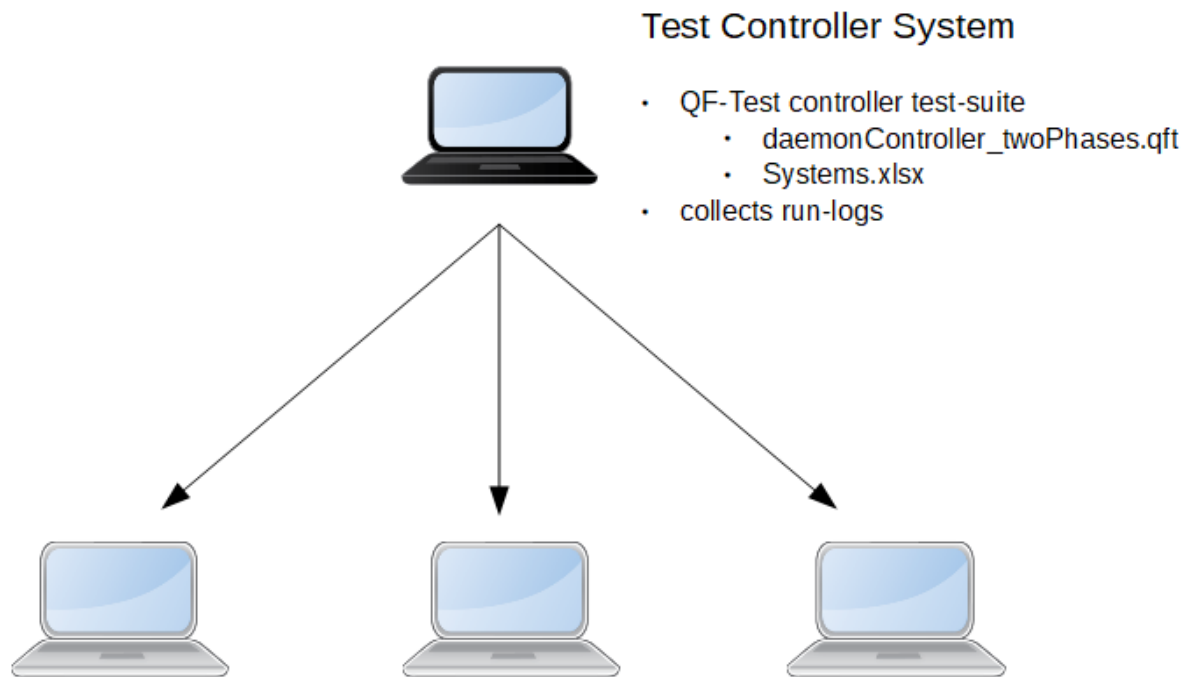 Test Controller System
• QF-Test controller test-suite
• daemonController_twoPhases.qft
• Systems.xlsx
• collects run-logs